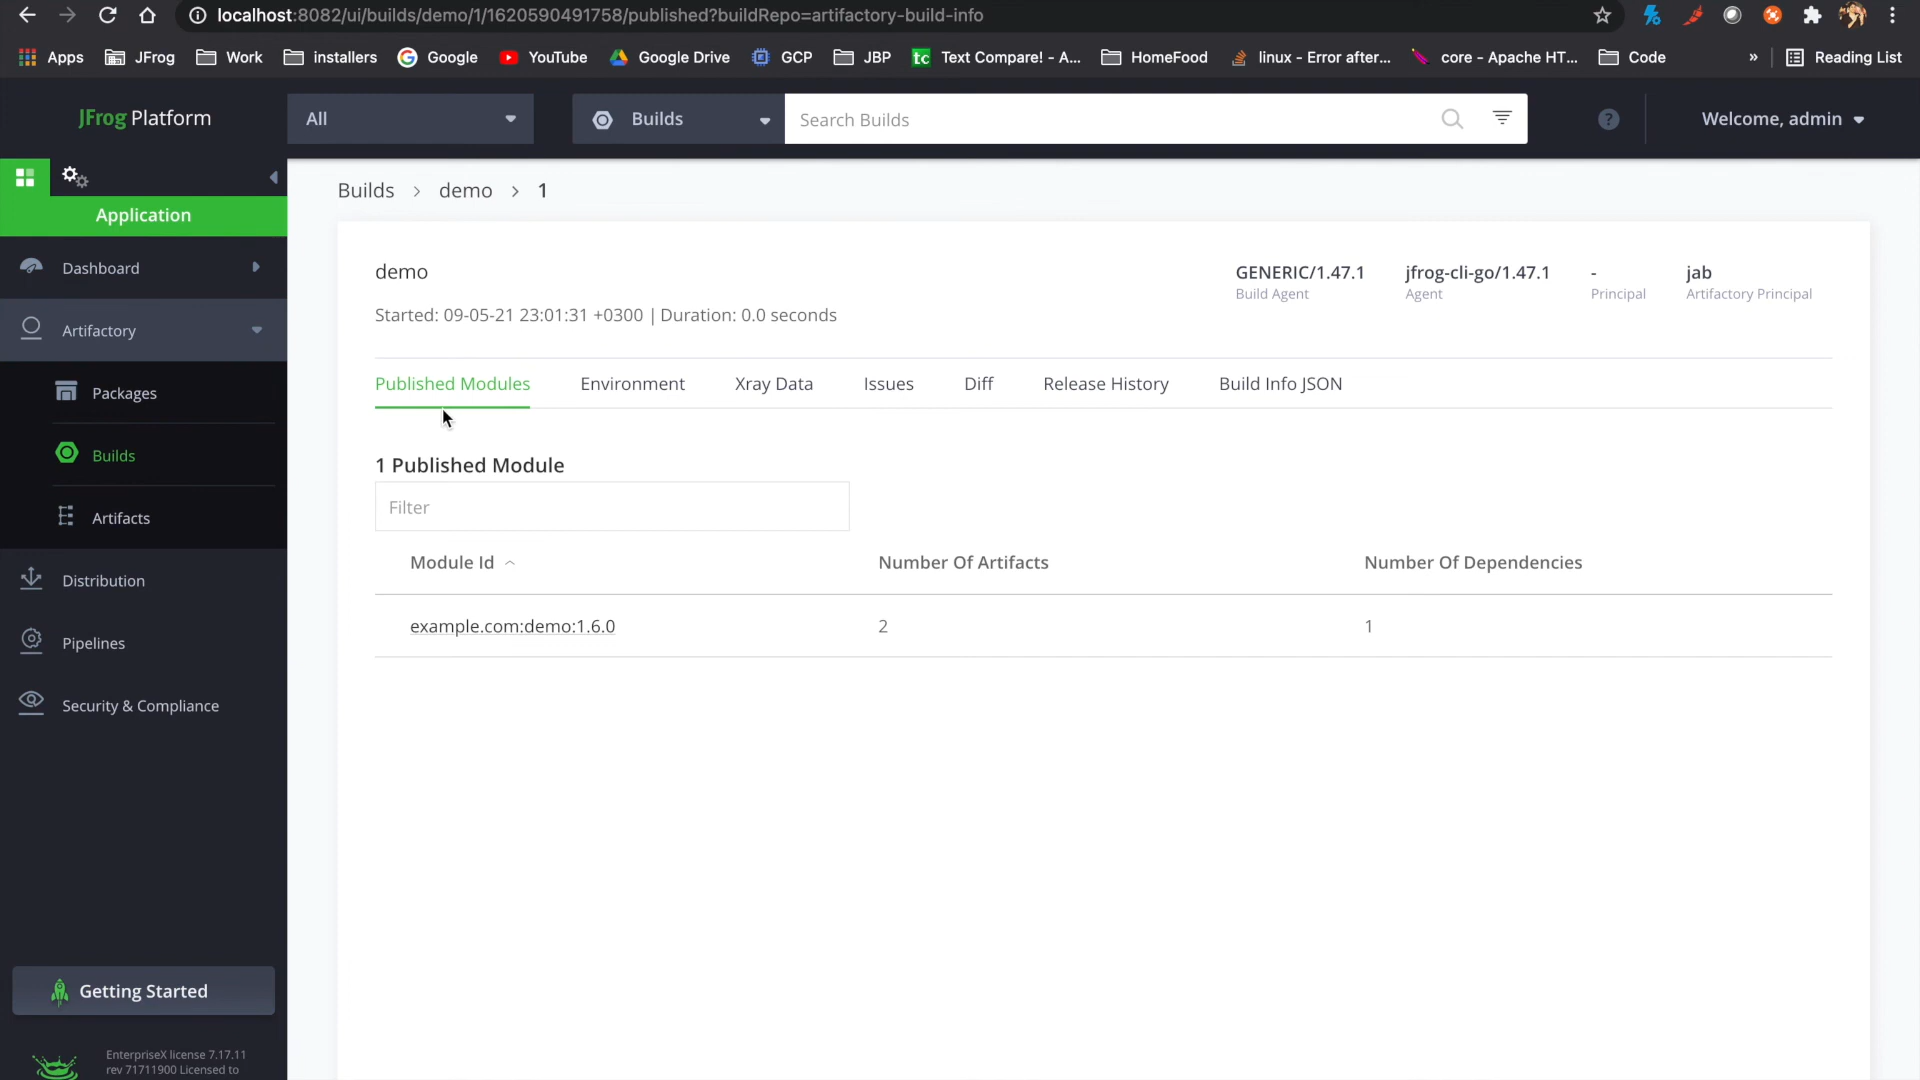 localhost:8082/ui/builds/demo/1/1620590491758/published?buildRepo=artifactory-build-info
Apps JFrog Work installers Google YouTube Google Drive GCP JBP tc Text Compare! - A... HomeFood linux - Error after... core - Apache HT... Code » Reading List
JFrog Platform All Builds Search Builds ? Welcome, admin
Application
Dashboard
Artifactory
Packages
Builds
Artifacts
Distribution
Pipelines
Security & Compliance
Getting Started
EnterpriseX license 7.17.11
rev 71711900 Licensed to
Builds > demo > 1
demo
Started: 09-05-21 23:01:31 +0300 | Duration: 0.0 seconds
GENERIC/1.47.1 jfrog-cli-go/1.47.1 - jab
Build Agent Agent Principal Artifactory Principal
Published Modules Environment Xray Data Issues Diff Release History Build Info JSON
1 Published Module
Filter
Module Id Number Of Artifacts Number Of Dependencies
example.com:demo:1.6.0 2 1